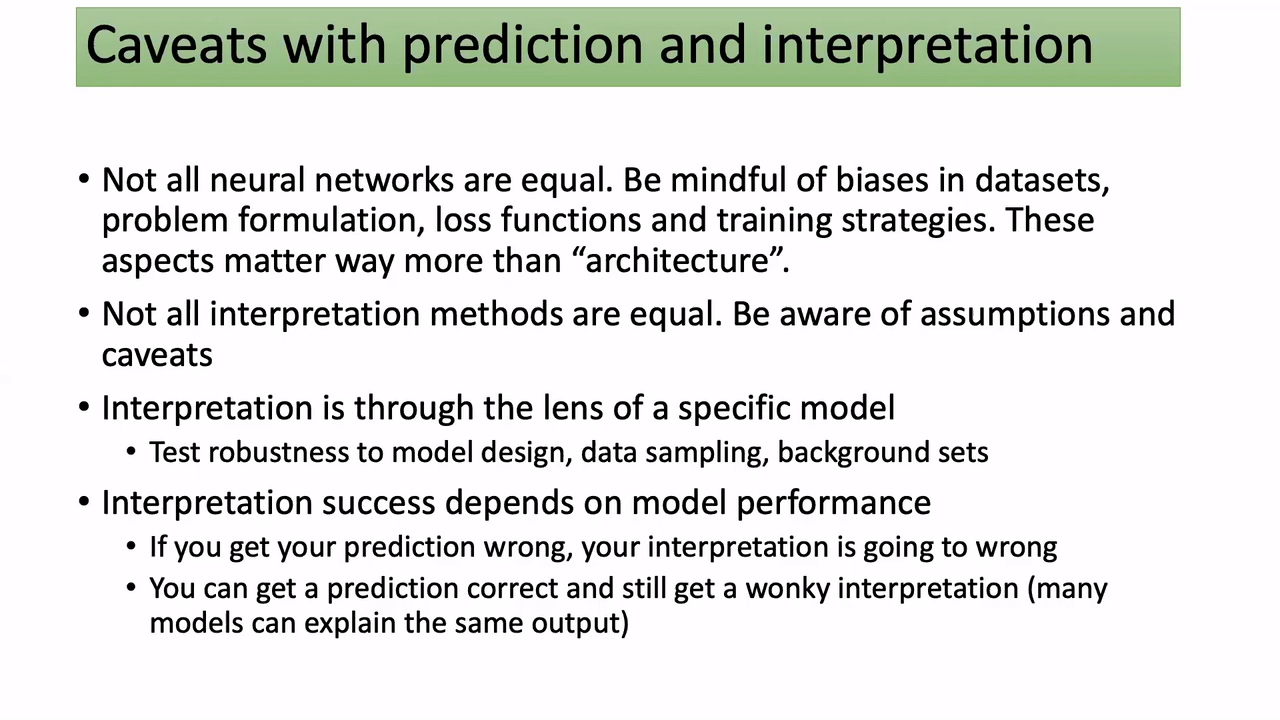 Caveats with prediction and interpretation
• Not all neural networks are equal. Be mindful of biases in datasets,
problem formulation, loss functions and training strategies. These
aspects matter way more than “architecture”.
• Not all interpretation methods are equal. Be aware of assumptions and
caveats
• Interpretation is through the lens of a specific model
• Test robustness to model design, data sampling, background sets
• Interpretation success depends on model performance
• If you get your prediction wrong, your interpretation is going to wrong
• You can get a prediction correct and still get a wonky interpretation (many
models can explain the same output)